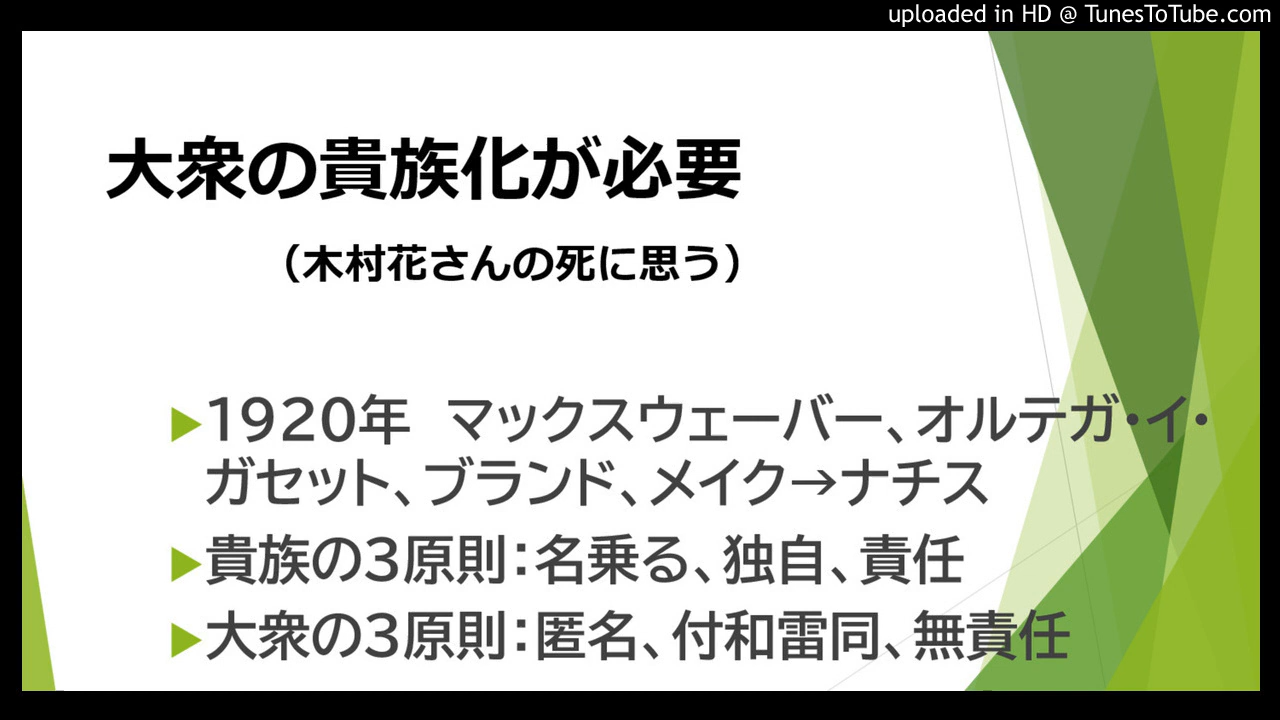 uploaded in HD @ TunesToTube.com
大衆の貴族化が必要
（木村花さんの死に思う）
▶1920年　マックスウェーバー、オルテガ・イ・
ガセット、ブランド、メイク→ナチス
▶貴族の3原則：名乗る、独自、責任
▶大衆の3原則：匿名、付和雷同、無責任